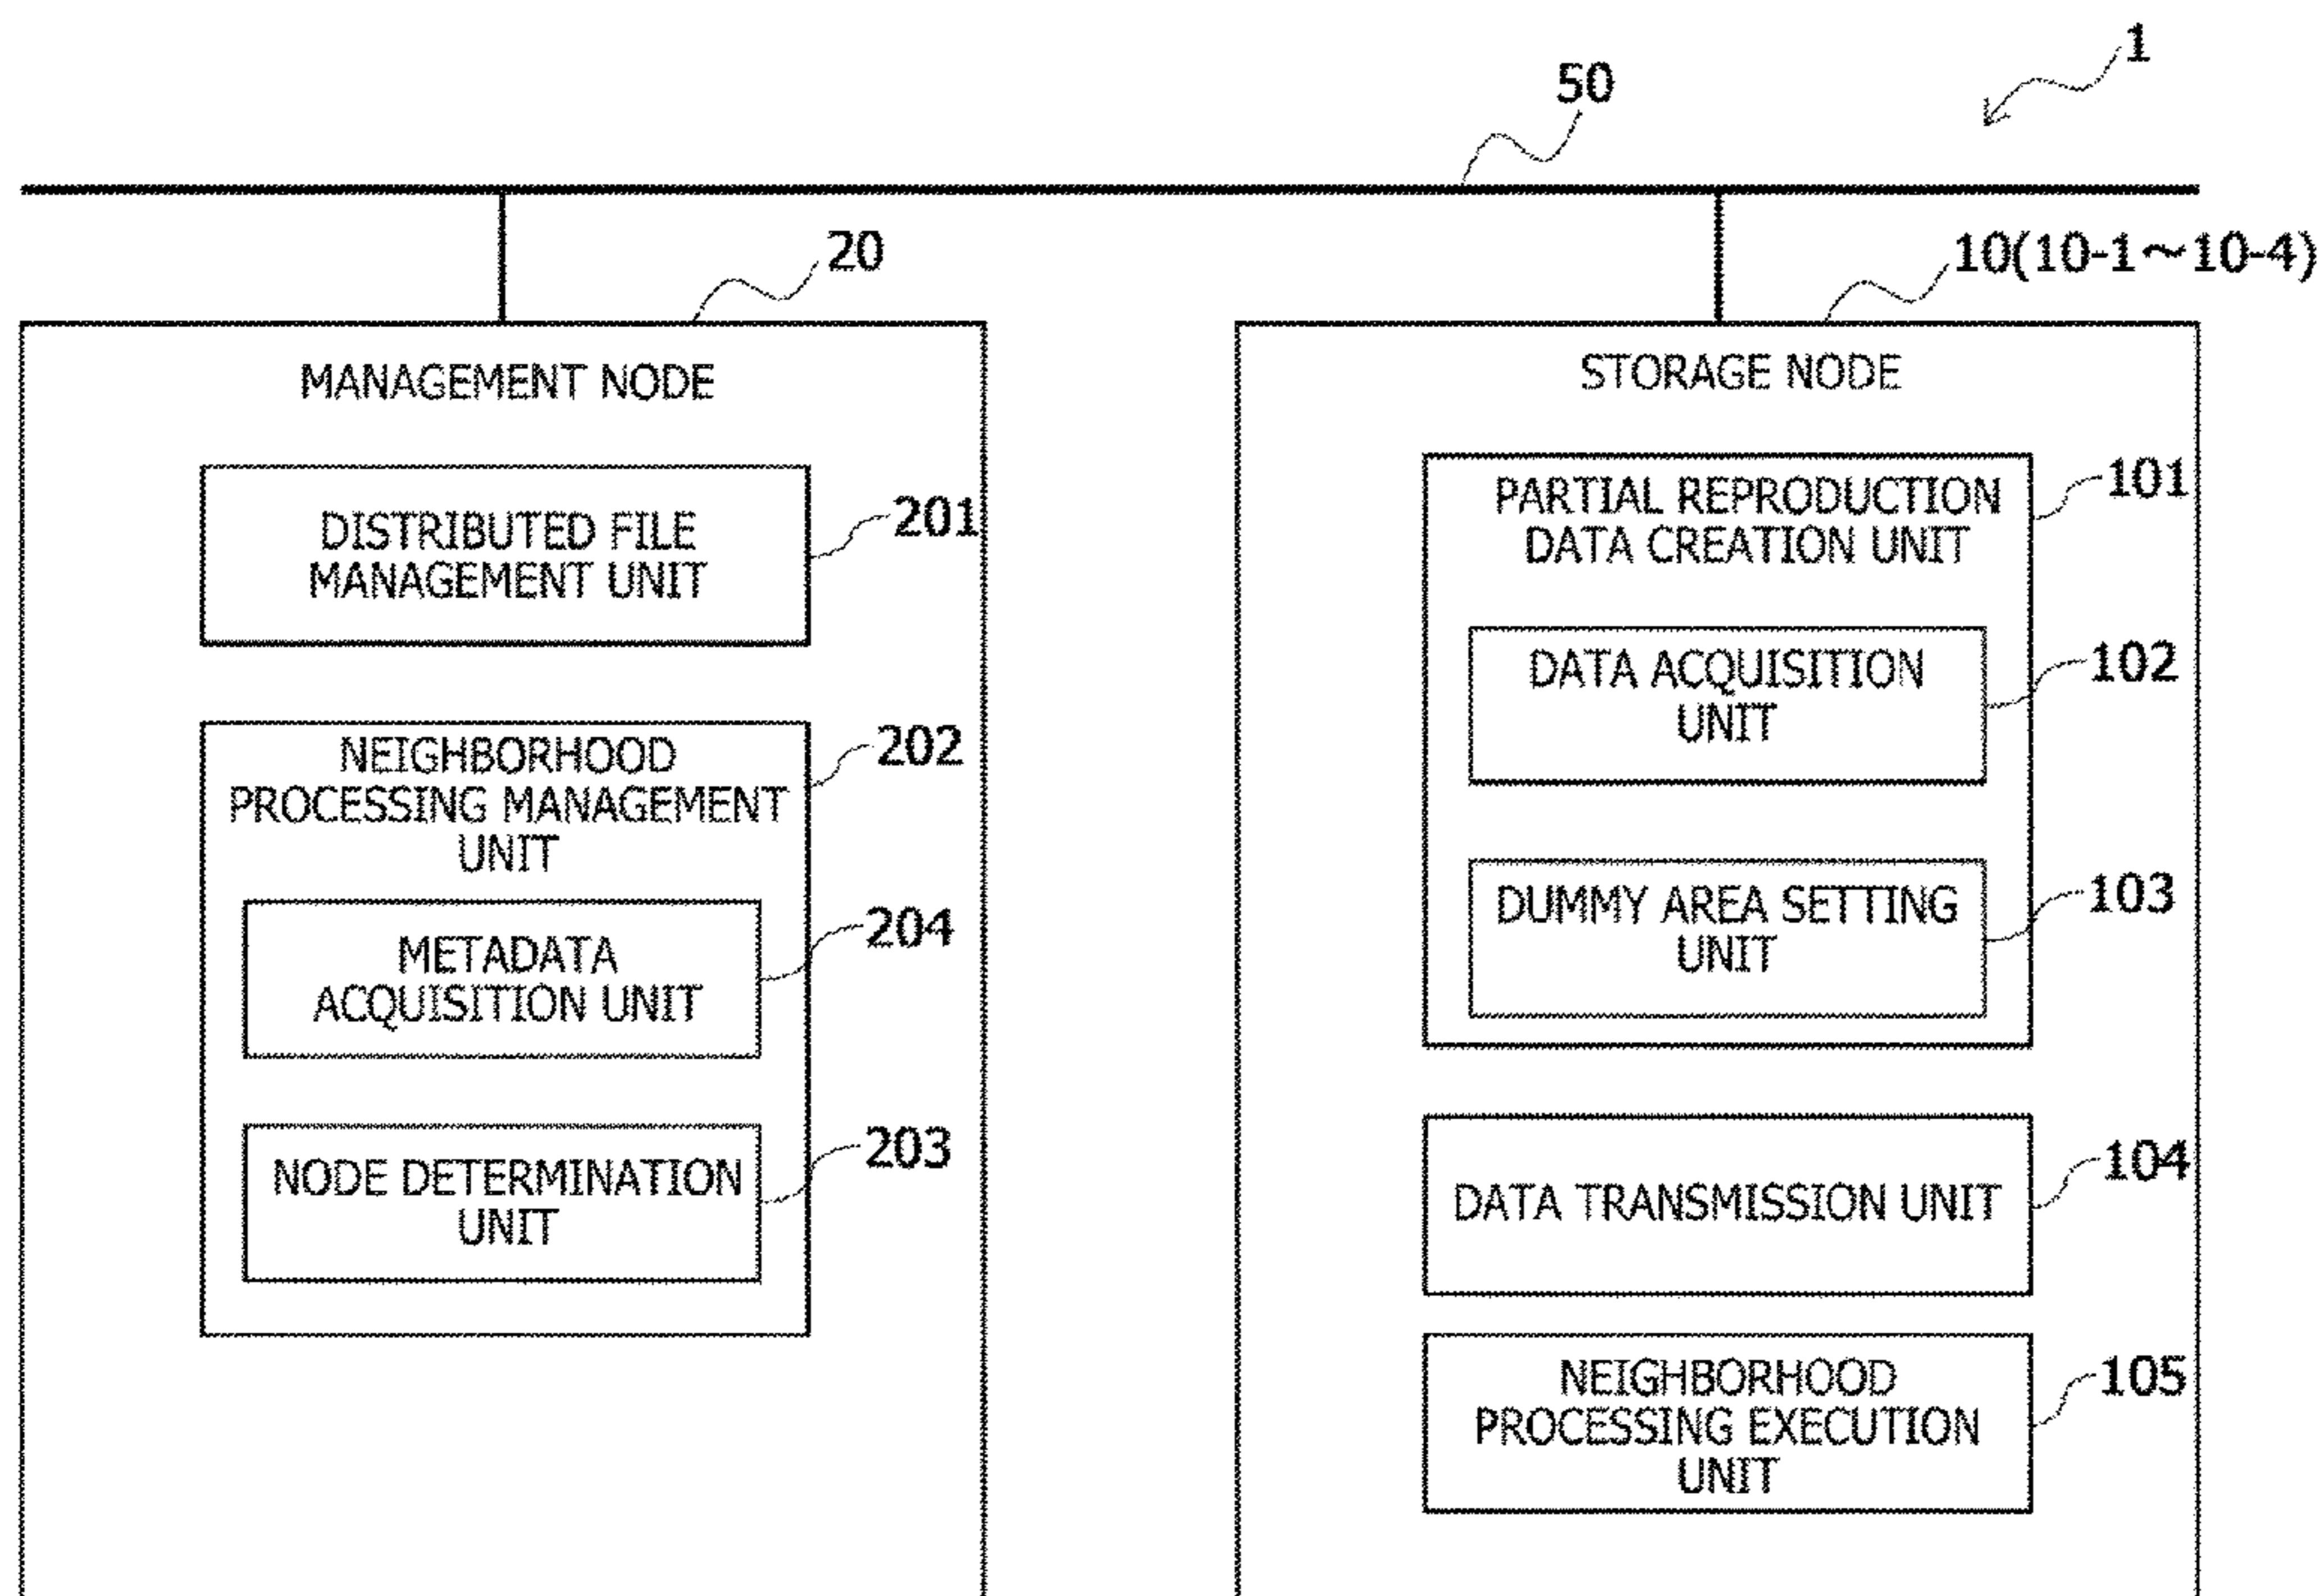 1
50
20
10(10-1～10-4)
MANAGEMENT NODE
DISTRIBUTED FILE
MANAGEMENT UNIT
201
NEIGHBORHOOD
PROCESSING MANAGEMENT
UNIT
202
METADATA
ACQUISITION UNIT
204
NODE DETERMINATION
UNIT
203
STORAGE NODE
PARTIAL REPRODUCTION
DATA CREATION UNIT
101
DATA ACQUISITION
UNIT
102
DUMMY AREA SETTING
UNIT
103
DATA TRANSMISSION UNIT
104
NEIGHBORHOOD
PROCESSING EXECUTION
UNIT
105